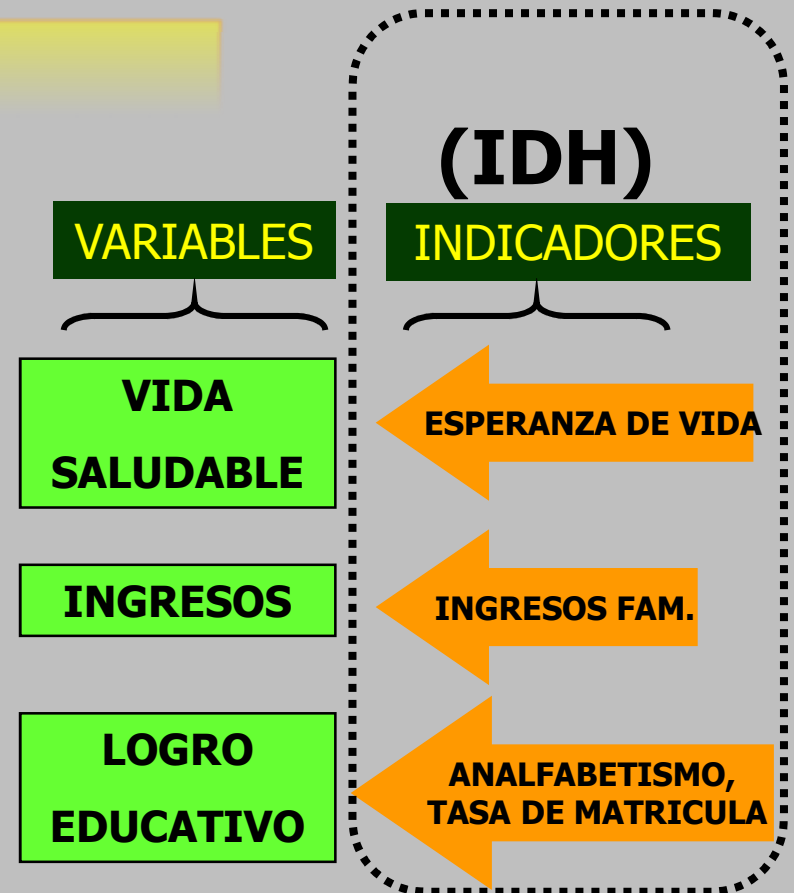 (IDH)
VARIABLES
INDICADORES
VIDA
SALUDABLE
ESPERANZA DE VIDA
INGRESOS
INGRESOS FAM.
LOGRO
EDUCATIVO
ANALFABETISMO,
TASA DE MATRICULA